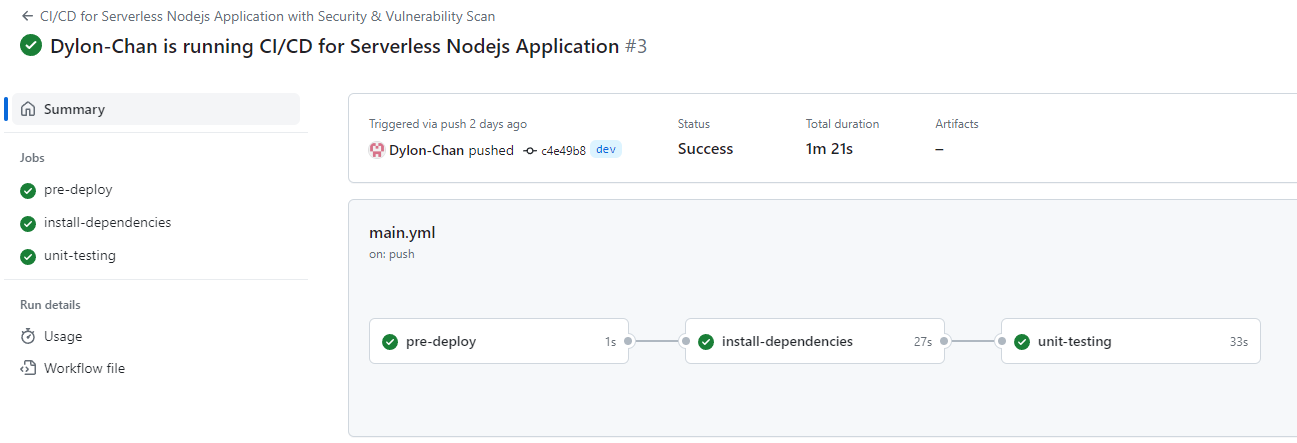 CI/CD for Serverless Nodejs Application with Security & Vulnerability Scan
Dylon-Chan is running CI/CD for Serverless Nodejs Application #3
Summary
Jobs
pre-deploy
install-dependencies
unit-testing
Run details
Usage
Workflow file
Triggered via push 2 days ago
Dylon-Chan pushed c4e49b8 dev
Status
Success
Total duration
1m 21s
Artifacts
–
main.yml
on: push
pre-deploy 1s
install-dependencies 27s
unit-testing 33s